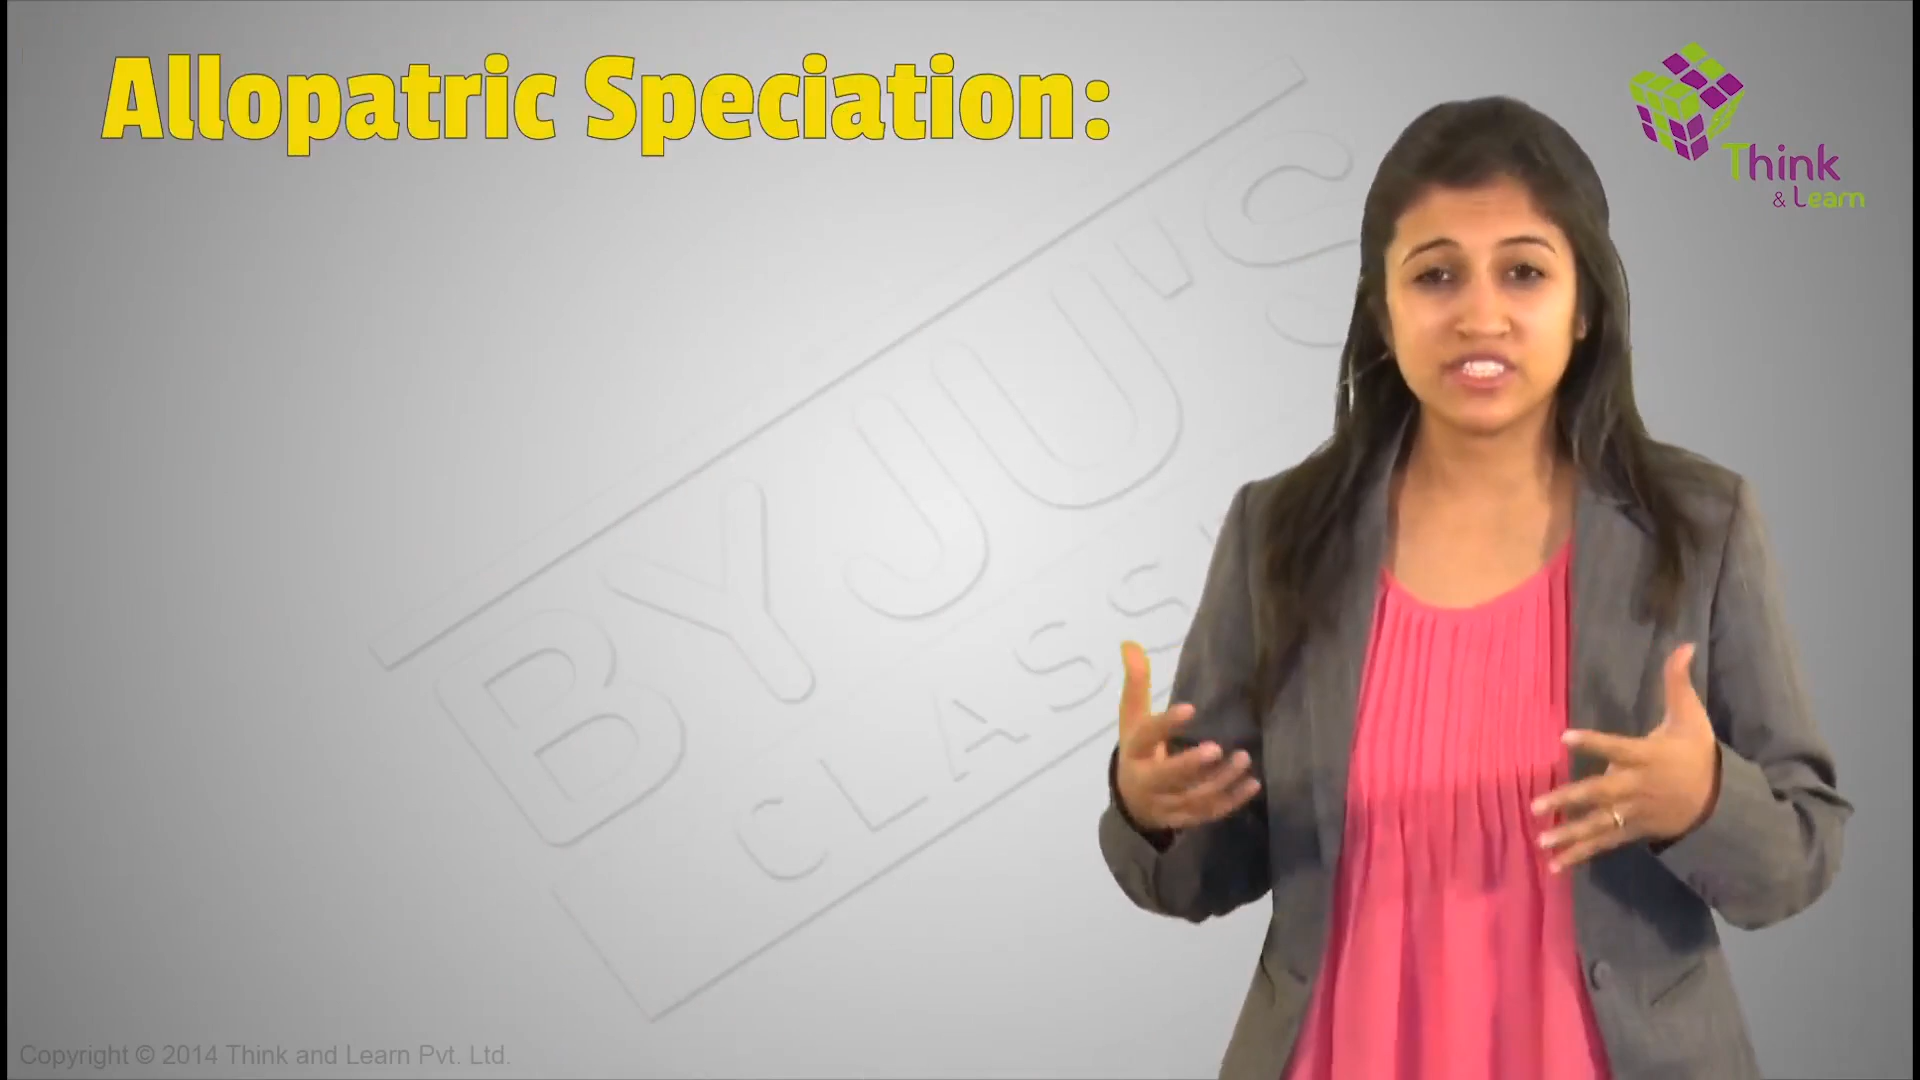 Allopatric Speciation:
Think
& Learn
BYJU'S
CLASS
Copyright © 2014 Think and Learn Pvt. Ltd.